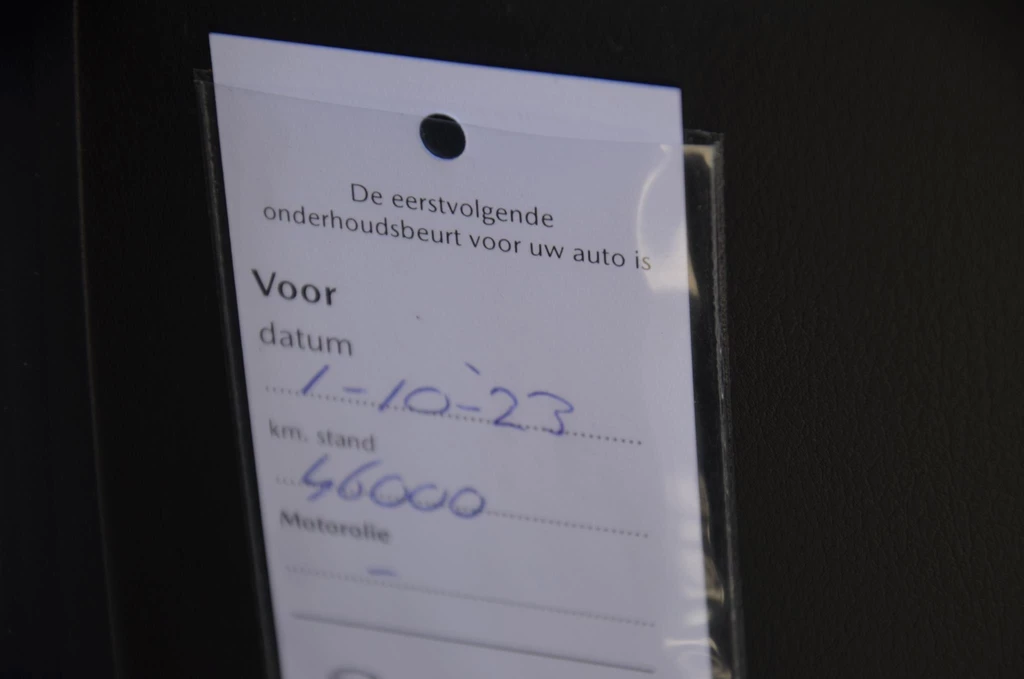 De eerstvolgende
onderhoudsbeurt voor uw auto is
Voor
datum
1-10-23
km. stand
46000
Motorolie
-